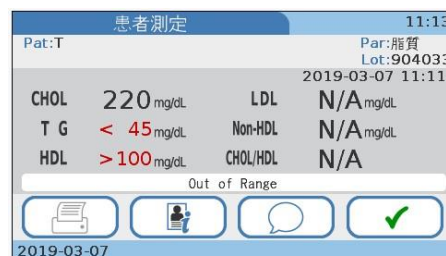 患者測定 11:13
Pat:T Par:脂質
Lot:904033
2019-03-07 11:11
CHOL 220 mg/dL LDL N/A mg/dL
T G < 45 mg/dL Non-HDL N/A mg/dL
HDL >100 mg/dL CHOL/HDL N/A
Out of Range
2019-03-07